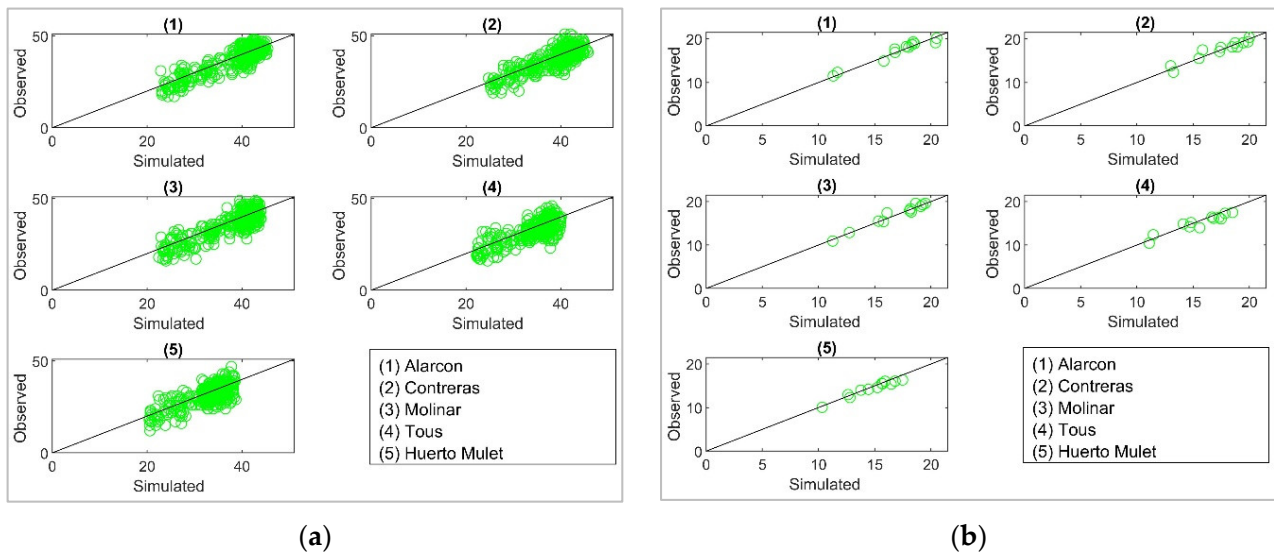 (1)
50
Observed
0
0 20 40
Simulated
(2)
50
Observed
0
0 20 40
Simulated
(3)
50
Observed
0
0 20 40
Simulated
(4)
50
Observed
0
0 20 40
Simulated
(5)
50
Observed
0
0 20 40
Simulated
(1) Alarcon
(2) Contreras
(3) Molinar
(4) Tous
(5) Huerto Mulet
(a)
(1)
20
10
Observed
0
0 5 10 15 20
Simulated
(2)
20
10
Observed
0
0 5 10 15 20
Simulated
(3)
20
10
Observed
0
0 5 10 15 20
Simulated
(4)
20
10
Observed
0
0 5 10 15 20
Simulated
(5)
20
10
Observed
0
0 5 10 15 20
Simulated
(1) Alarcon
(2) Contreras
(3) Molinar
(4) Tous
(5) Huerto Mulet
(b)